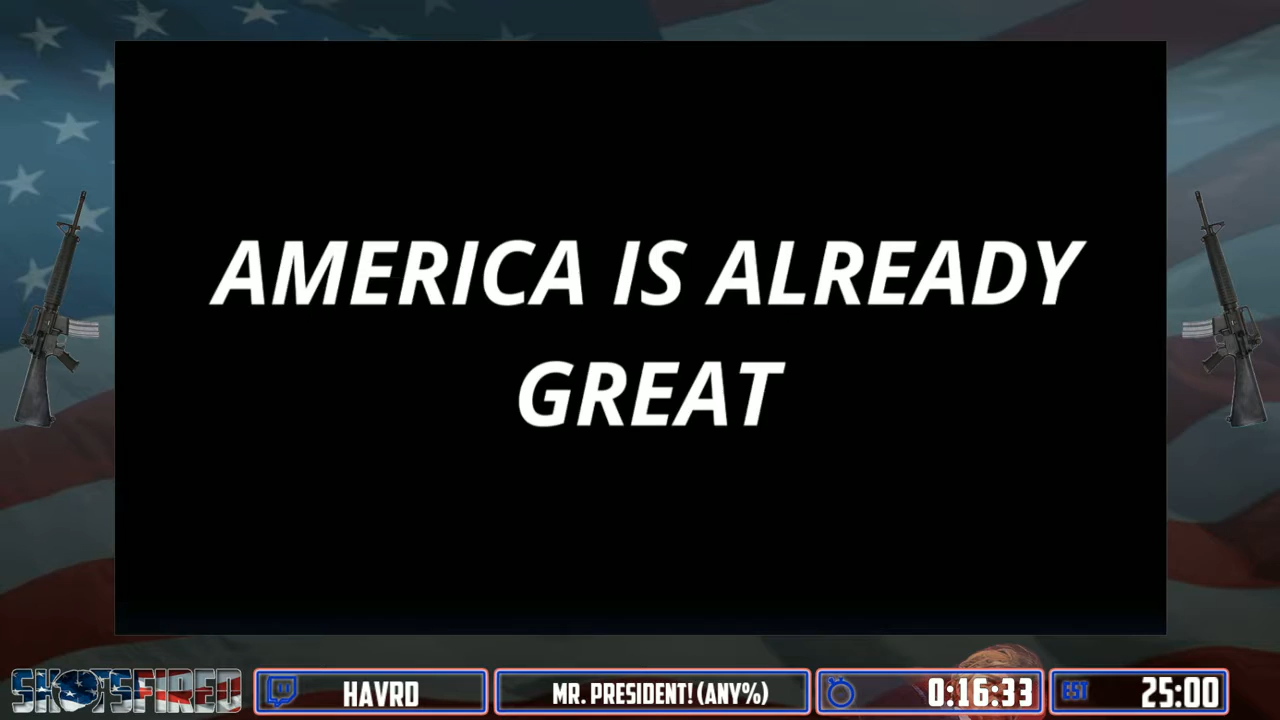 AMERICA IS ALREADY
GREAT
SHOTSFIRED
HAVRD
MR. PRESIDENT! (ANY%)
0:16:33
EST
25:00